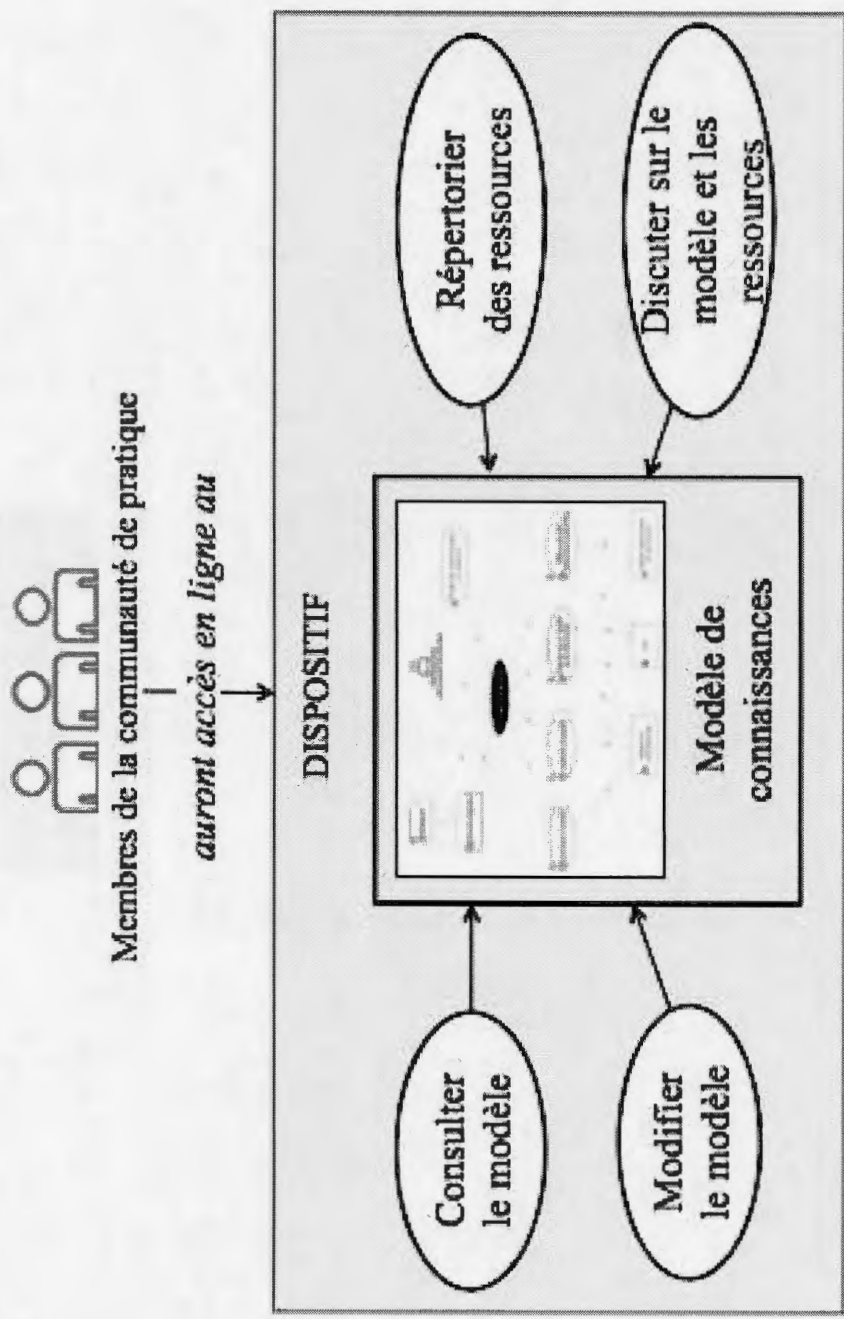 Membres de la communauté de pratique
auront accès en ligne au
DISPOSITIF
Consulter
le modèle
Modifier
le modèle
Modèle de
connaissances
Répertorier
des ressources
Discuter sur le
modèle et les
ressources